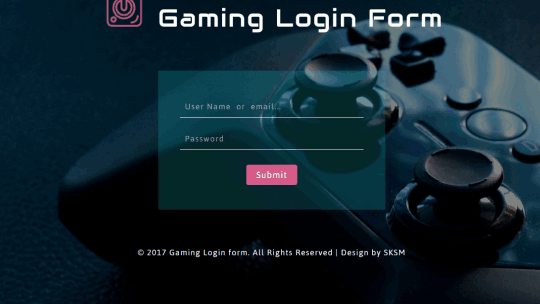 Gaming Login Form
User Name or email...
Password
Submit
© 2017 Gaming Login form. All Rights Reserved | Design by SKSM